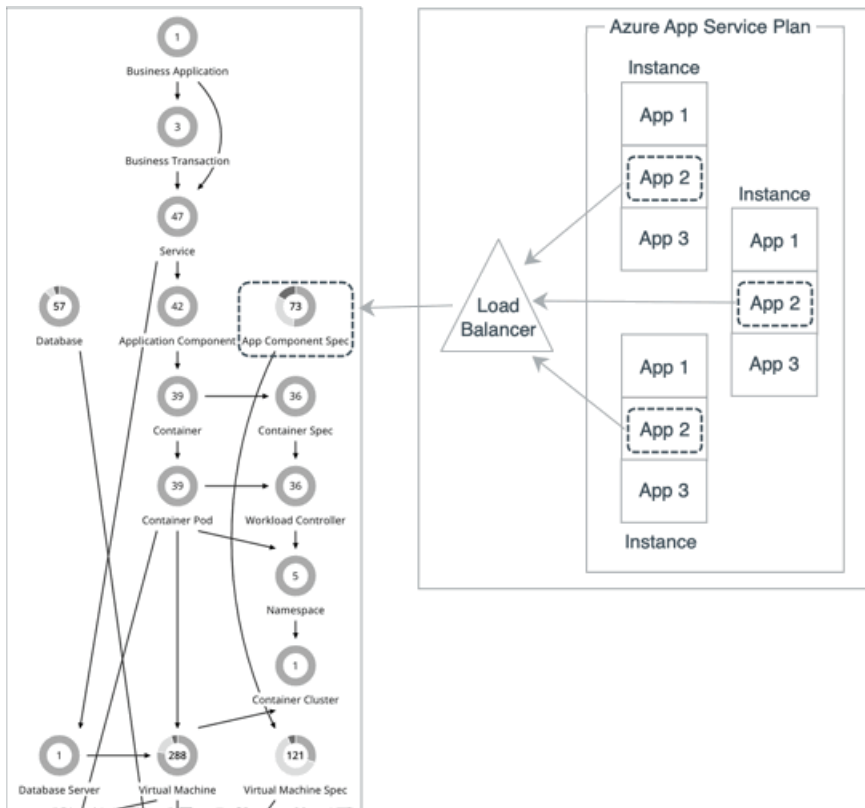 1
Business Application
3
Business Transaction
47
Service
57
Database
42
Application Component
73
App Component Spec
39
Container
36
Container Spec
39
Container Pod
36
Workload Controller
5
Namespace
1
Container Cluster
1
Database Server
288
Virtual Machine
121
Virtual Machine Spec
Azure App Service Plan
Instance
App 1
App 2
App 3
Instance
App 1
App 2
App 3
Load
Balancer
App 1
App 2
App 3
Instance